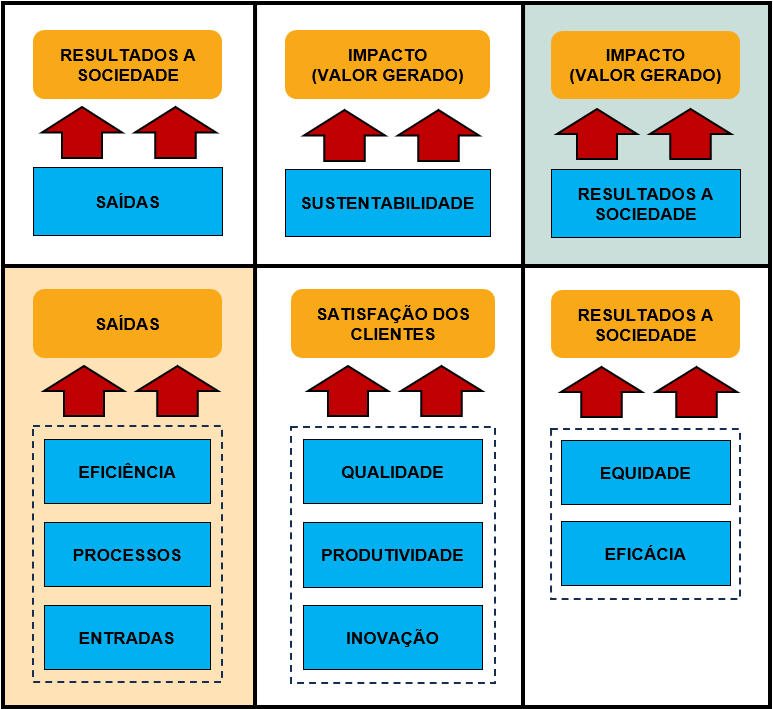 RESULTADOS A
SOCIEDADE
SAÍDAS
IMPACTO
(VALOR GERADO)
SUSTENTABILIDADE
IMPACTO
(VALOR GERADO)
RESULTADOS A
SOCIEDADE
SAÍDAS
EFICIÊNCIA
PROCESSOS
ENTRADAS
SATISFAÇÃO DOS
CLIENTES
QUALIDADE
PRODUTIVIDADE
INOVAÇÃO
RESULTADOS A
SOCIEDADE
EQUIDADE
EFICÁCIA